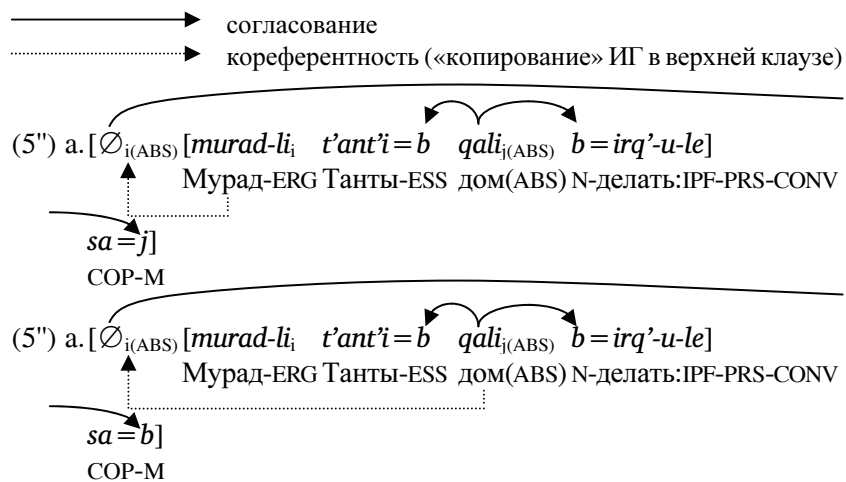 согласование
кореферентность («копирование» ИГ в верхней клаузе)
(5'') a. [∅i(ABS) [murad-lii t’ant’i=b qalij(ABS) b=irq’-u-le]
Мурад-ERG Танты-ESS дом(ABS) N-делать:IPF-PRS-CONV
sa=j]
COP-M
(5'') a. [∅i(ABS) [murad-lii t’ant’i=b qalij(ABS) b=irq’-u-le]
Мурад-ERG Танты-ESS дом(ABS) N-делать:IPF-PRS-CONV
sa=b]
COP-M